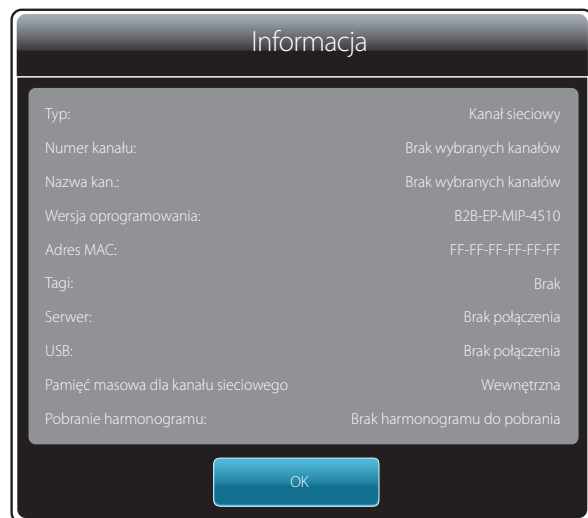 Informacja
Typ: Kanał sieciowy
Numer kanału: Brak wybranych kanałów
Nazwa kan.: Brak wybranych kanałów
Wersja oprogramowania: B2B-EP-MIP-4510
Adres MAC: FF-FF-FF-FF-FF-FF
Tagi: Brak
Serwer: Brak połączenia
USB: Brak połączenia
Pamięć masowa dla kanału sieciowego Wewnętrzna
Pobranie harmonogramu: Brak harmonogramu do pobrania
OK